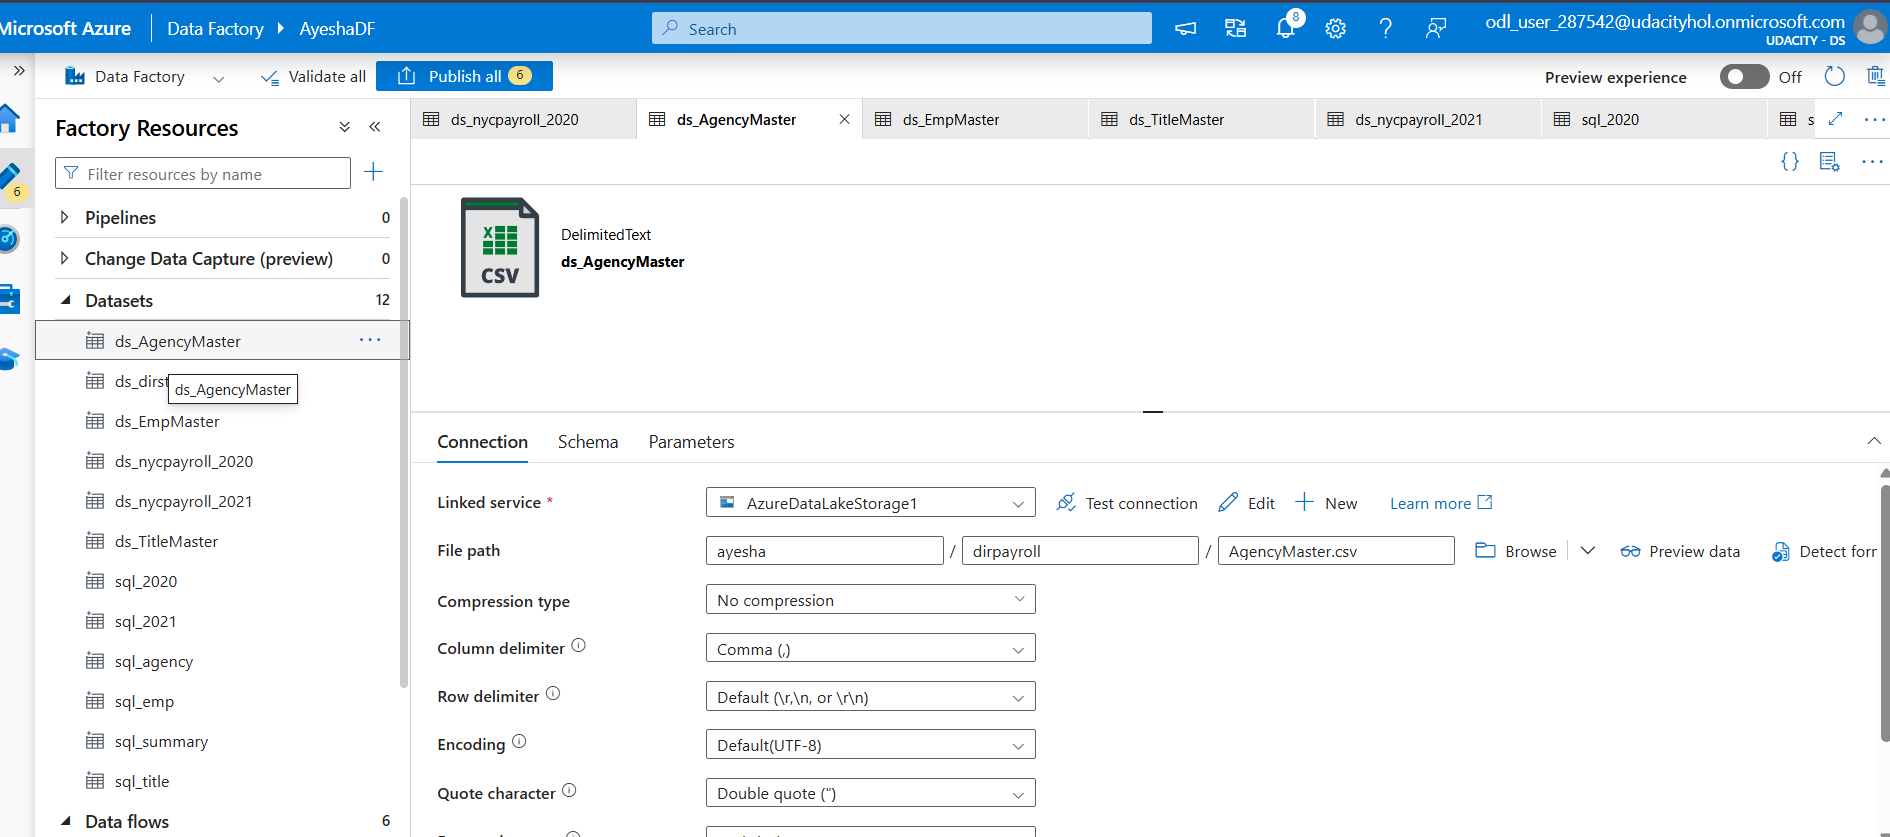 Microsoft Azure Data Factory AyeshaDF Search 8 odl_user_287542@udacityhol.onmicrosoft.com
UDACITY - DS
Data Factory Validate all Publish all 6 Preview experience Off
Factory Resources
ds_nycpayroll_2020 ds_AgencyMaster ds_EmpMaster ds_TitleMaster ds_nycpayroll_2021 sql_2020 s
Filter resources by name
6
Pipelines 0
Change Data Capture (preview) 0
Datasets 12
ds_AgencyMaster
ds_dirst
ds_AgencyMaster
ds_EmpMaster
ds_nycpayroll_2020
ds_nycpayroll_2021
ds_TitleMaster
sql_2020
sql_2021
sql_agency
sql_emp
sql_summary
sql_title
Data flows 6
X
CSV
DelimitedText
ds_AgencyMaster
Connection Schema Parameters
Linked service * AzureDataLakeStorage1 Test connection Edit New Learn more
File path ayesha / dirpayroll / AgencyMaster.csv Browse Preview data Detect forr
Compression type No compression
Column delimiter Comma (,)
Row delimiter Default (\r,\n, or \r\n)
Encoding Default(UTF-8)
Quote character Double quote (")